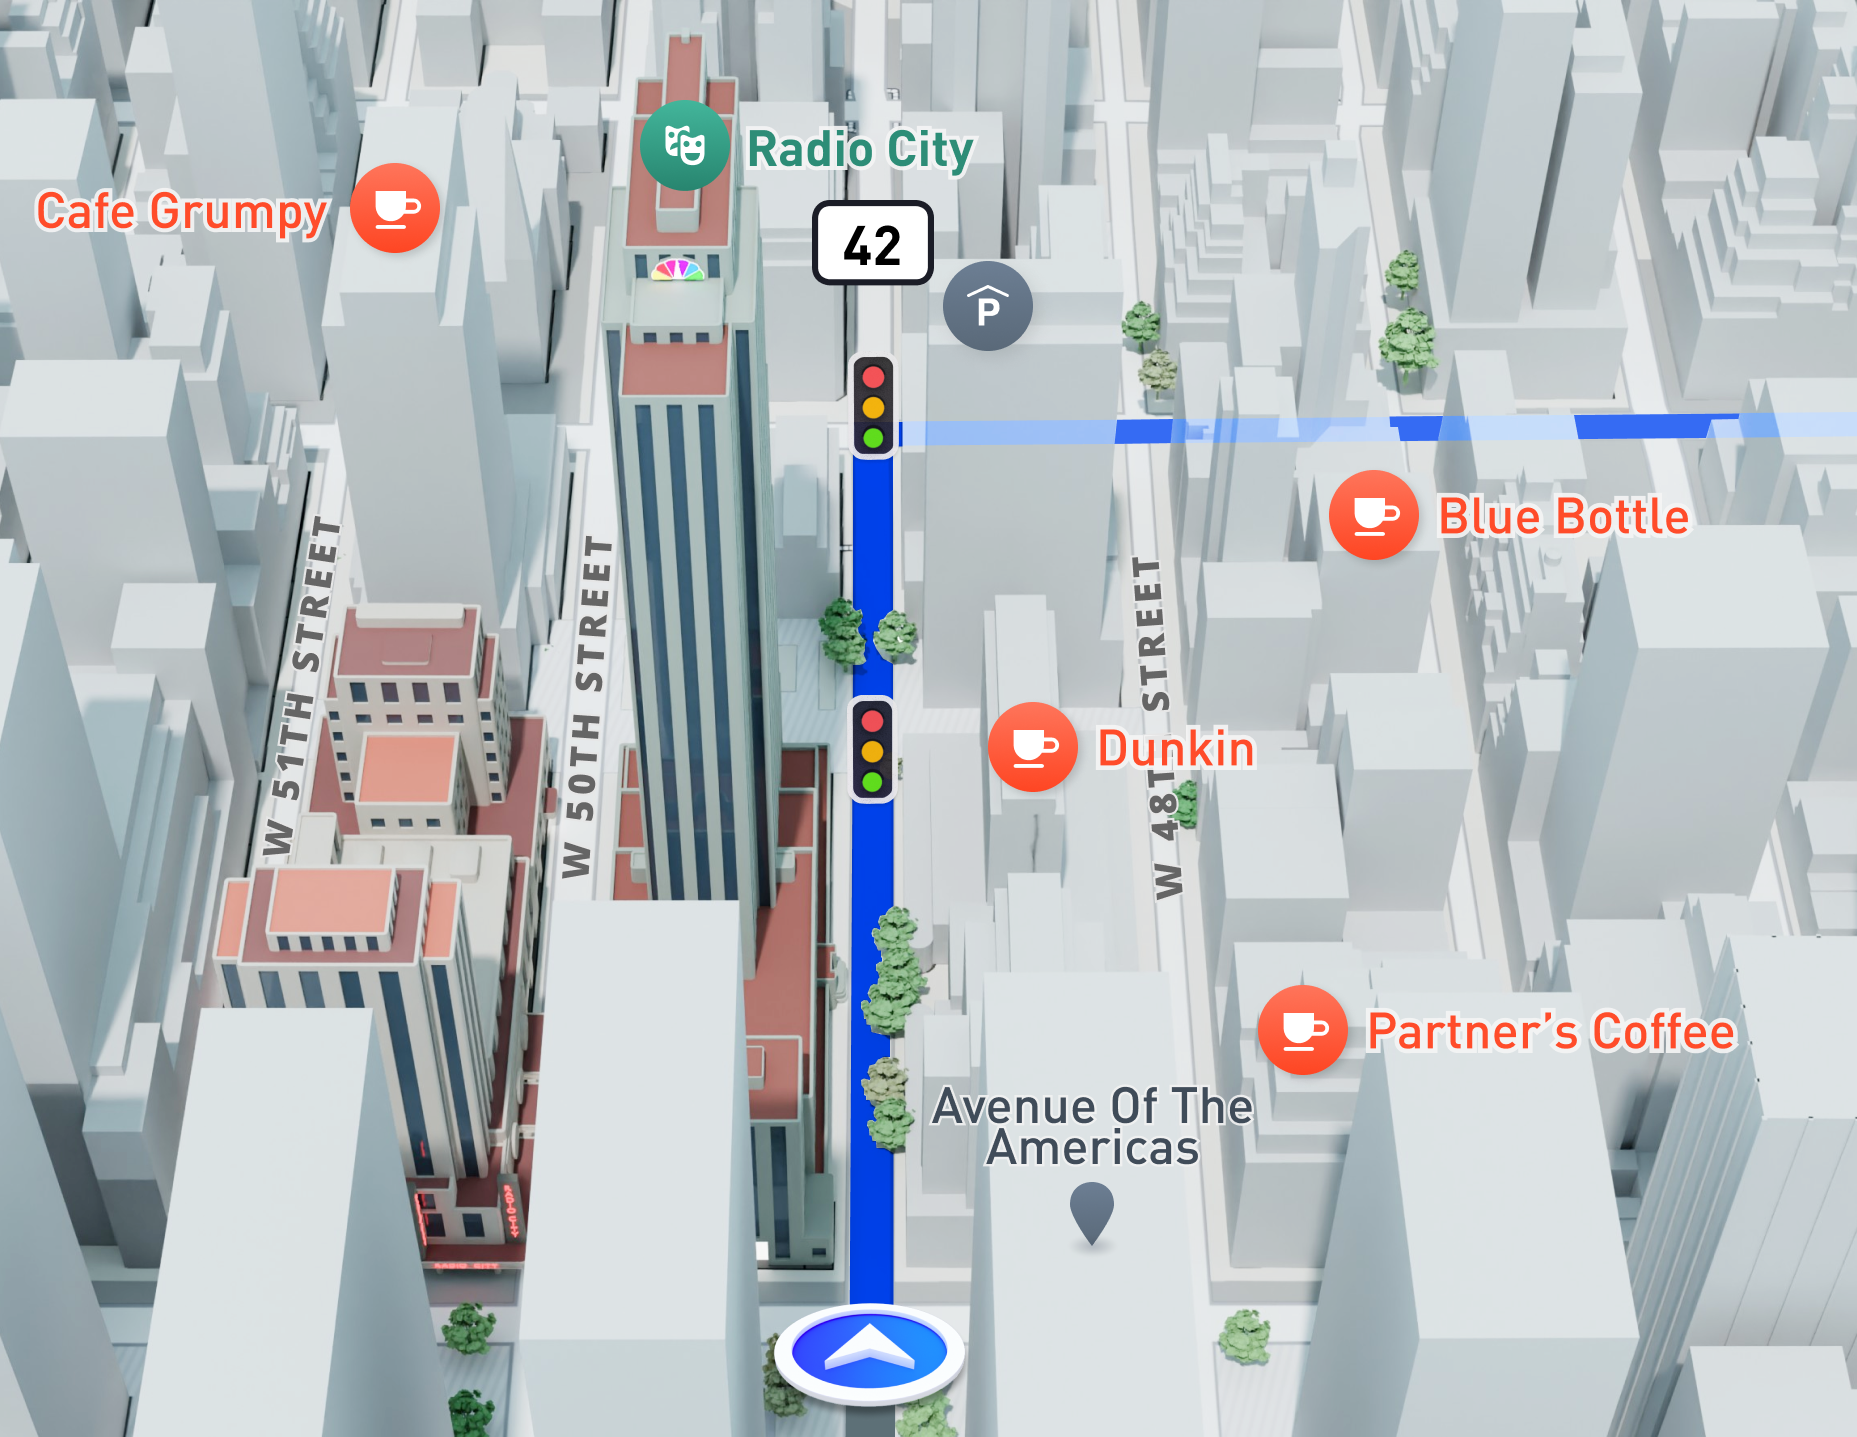 Radio City
Cafe Grumpy
42
P
Blue Bottle
W 51TH STREET
W 50TH STREET
W 48TH STREET
Dunkin
Partner's Coffee
Avenue Of The
Americas